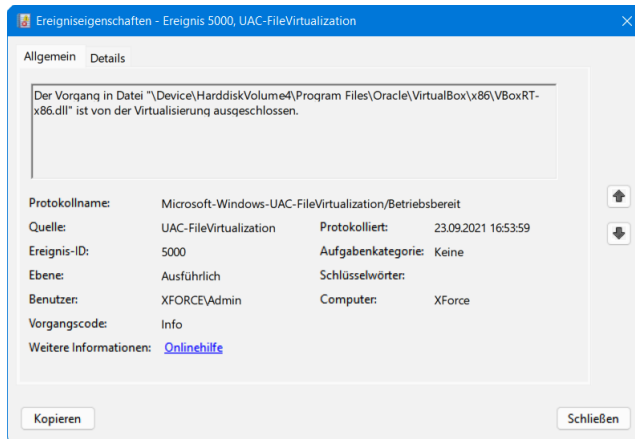 Ereigniseigenschaften - Ereignis 5000, UAC-FileVirtualization
Allgemein Details
Der Vorgang in Datei "\Device\HarddiskVolume4\Program Files\Oracle\VirtualBox\x86\VBoxRT-
x86.dll" ist von der Virtualisierung ausgeschlossen.
Protokollname: Microsoft-Windows-UAC-FileVirtualization/Betriebsbereit
Quelle: UAC-FileVirtualization Protokolliert: 23.09.2021 16:53:59
Ereignis-ID: 5000 Aufgabenkategorie: Keine
Ebene: Ausführlich Schlüsselwörter:
Benutzer: XFORCE\Admin Computer: XForce
Vorgangscode: Info
Weitere Informationen: Onlinehilfe
Kopieren Schließen